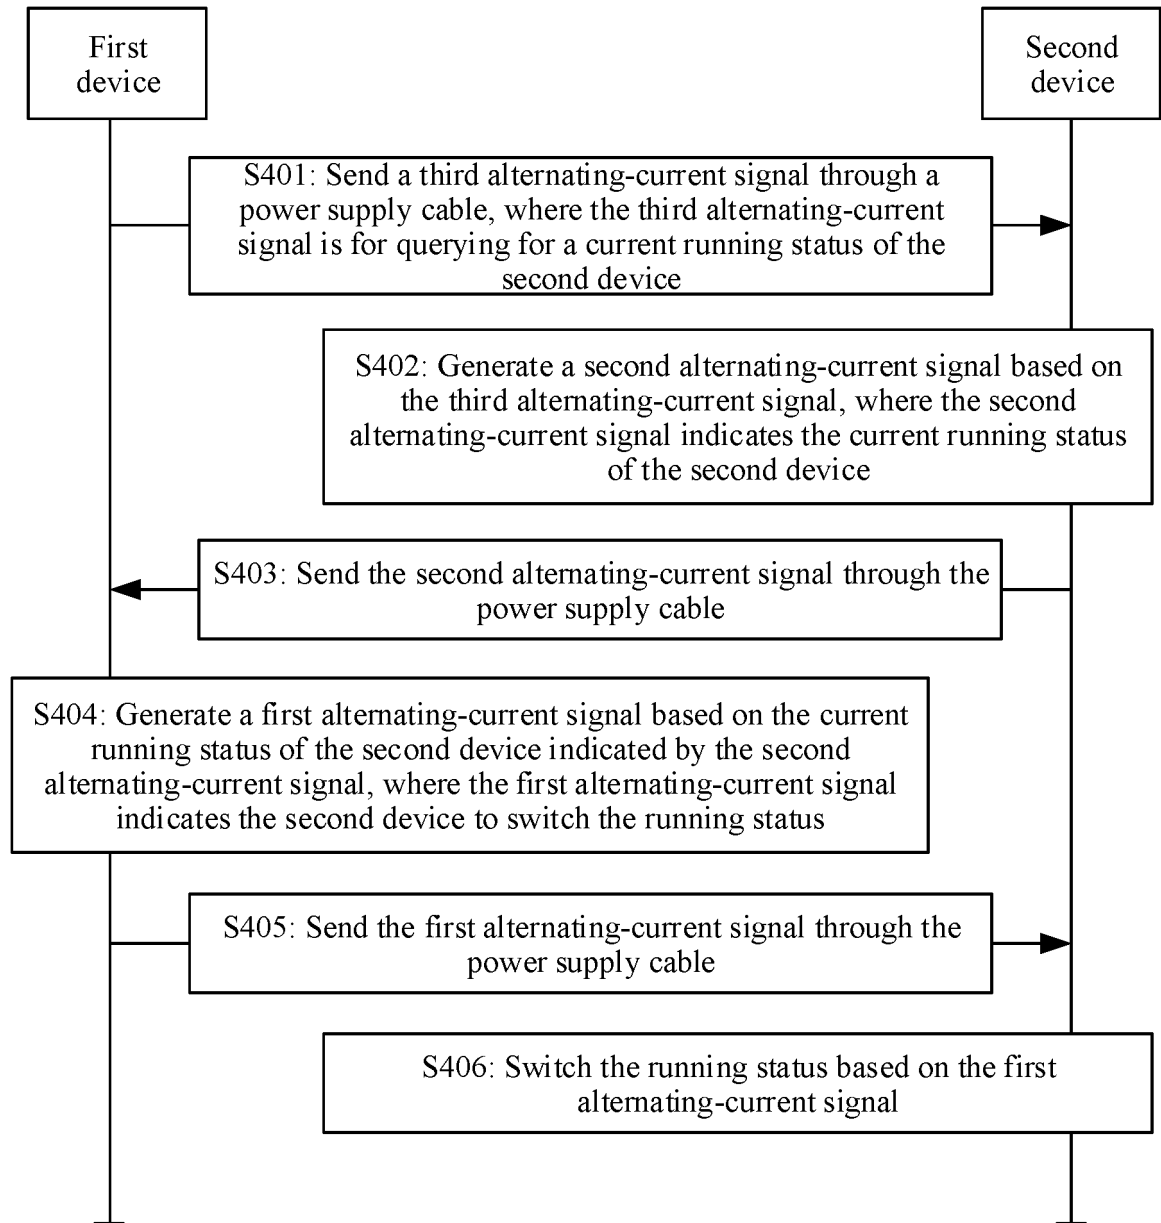 First
device
Second
device
S401: Send a third alternating-current signal through a
power supply cable, where the third alternating-current
signal is for querying for a current running status of the
second device
S402: Generate a second alternating-current signal based on
the third alternating-current signal, where the second
alternating-current signal indicates the current running status
of the second device
S403: Send the second alternating-current signal through the
power supply cable
S404: Generate a first alternating-current signal based on the current
running status of the second device indicated by the second
alternating-current signal, where the first alternating-current signal
indicates the second device to switch the running status
S405: Send the first alternating-current signal through the
power supply cable
S406: Switch the running status based on the first
alternating-current signal